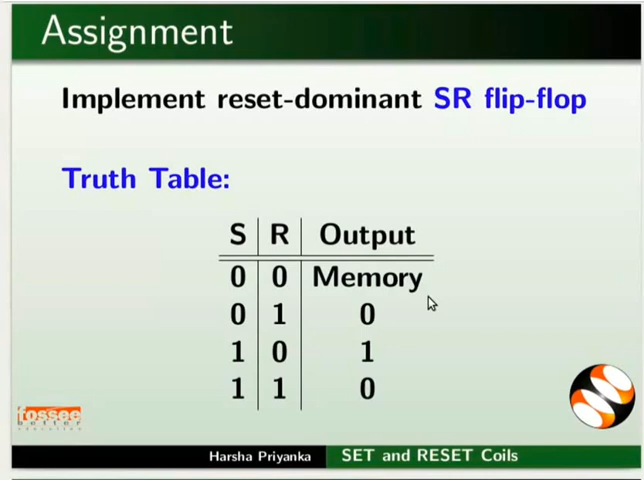 Assignment
Implement reset-dominant SR flip-flop
Truth Table:
S R Output
0 0 Memory
0 1 0
1 0 1
1 1 0
fossee
better
education
Harsha Priyanka SET and RESET Coils